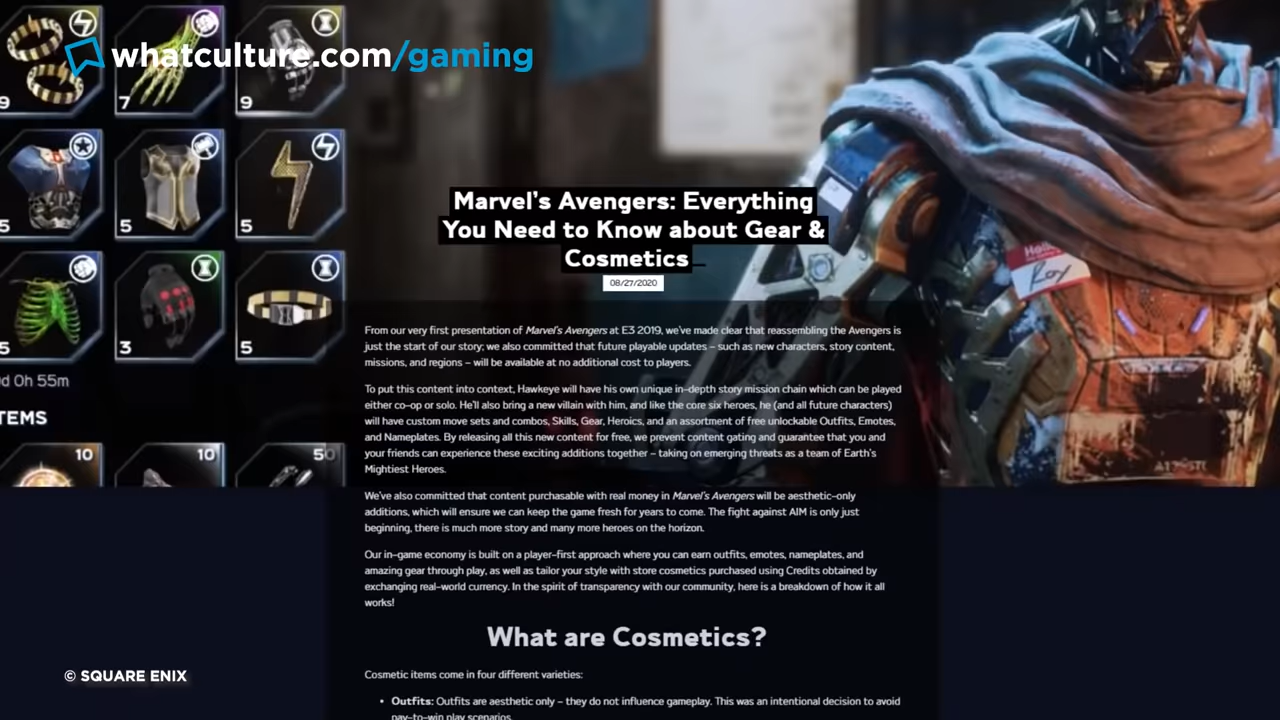 whatculture.com/gaming
9
7
9
5
5
5
5
3
5
d 0h 55m
TEMS
10
10
50
Marvel's Avengers: Everything
You Need to Know about Gear &
Cosmetics_
08/27/2020
From our very first presentation of Marvel's Avengers at E3 2019, we've made clear that reassembling the Avengers is
just the start of our story; we also committed that future playable updates – such as new characters, story content,
missions, and regions – will be available at no additional cost to players.
To put this content into context, Hawkeye will have his own unique in-depth story mission chain which can be played
either co-op or solo. He'll also bring a new villain with him, and like the core six heroes, he (and all future characters)
will have custom move sets and combos, Skills, Gear, Heroics, and an assortment of free unlockable Outfits, Emotes,
and Nameplates. By releasing all this new content for free, we prevent content gating and guarantee that you and
your friends can experience these exciting additions together – taking on emerging threats as a team of Earth's
Mightiest Heroes.
We've also committed that content purchasable with real money in Marvel's Avengers will be aesthetic-only
additions, which will ensure we can keep the game fresh for years to come. The fight against AIM is only just
beginning, there is much more story and many more heroes on the horizon.
Our in-game economy is built on a player-first approach where you can earn outfits, emotes, nameplates, and
amazing gear through play, as well as tailor your style with store cosmetics purchased using Credits obtained by
exchanging real-world currency. In the spirit of transparency with our community, here is a breakdown of how it all
works!
What are Cosmetics?
Cosmetic items come in four different varieties:
• Outfits: Outfits are aesthetic only – they do not influence gameplay. This was an intentional decision to avoid
pay-to-win play scenarios.
© SQUARE ENIX